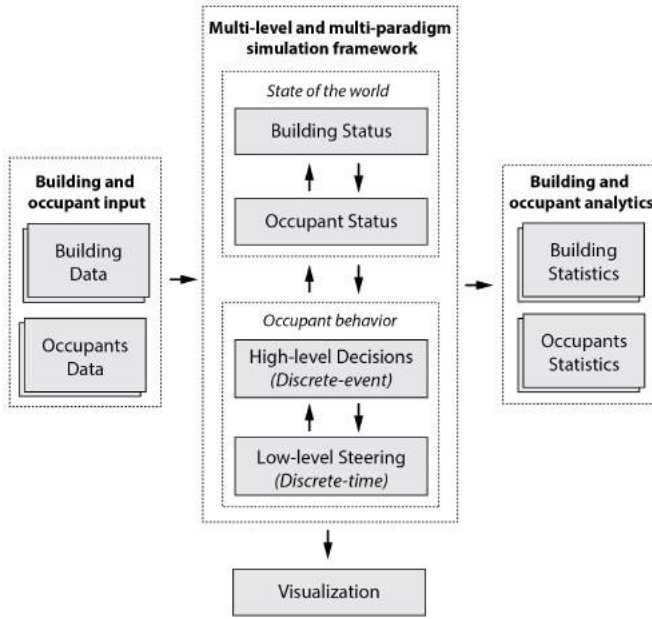 Multi-level and multi-paradigm
simulation framework
State of the world
Building Status
Occupant Status
Building and
occupant input
Building
Data
Occupants
Data
Occupant behavior
High-level Decisions
(Discrete-event)
Low-level Steering
(Discrete-time)
Building and
occupant analytics
Building
Statistics
Occupants
Statistics
Visualization